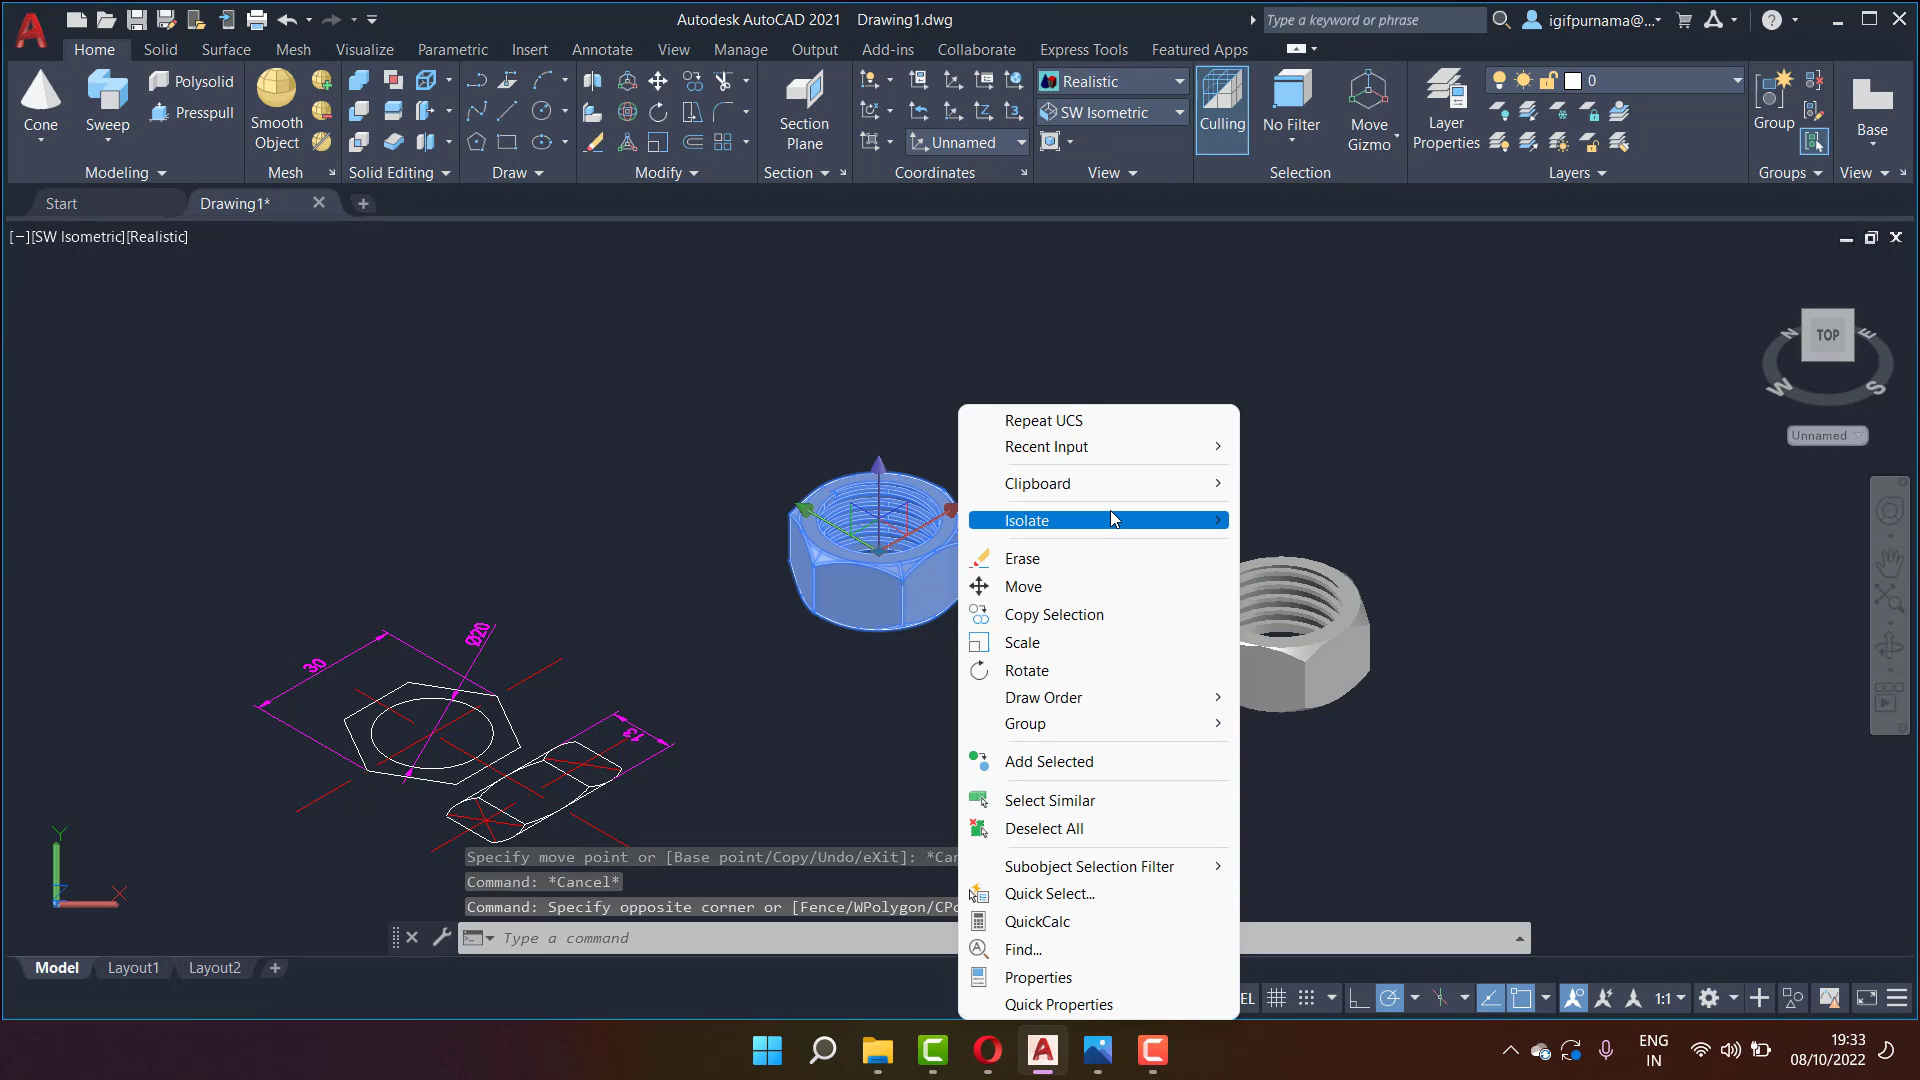 Autodesk AutoCAD 2021 Drawing1.dwg
Type a keyword or phrase
igifpurnama@...
Home Solid Surface Mesh Visualize Parametric Insert Annotate View Manage Output Add-ins Collaborate Express Tools Featured Apps
Cone
Sweep
Polysolid
Presspull
Smooth
Object
Section
Plane
Unnamed
Realistic
SW Isometric
Culling
No Filter
Move
Gizmo
Layer
Properties
0
Group
Base
Modeling Mesh Solid Editing Draw Modify Section Coordinates View Selection Layers Groups View
Start
Drawing1*
[−][SW Isometric][Realistic]
TOP
N
E
W
S
Unnamed
Repeat UCS
Recent Input
Clipboard
Isolate
Erase
Move
Copy Selection
Scale
Rotate
Draw Order
Group
Add Selected
Select Similar
Deselect All
Subobject Selection Filter
Quick Select...
QuickCalc
Find...
Properties
Quick Properties
30
Ø20
13
Y
X
Z
Specify move point or [Base point/Copy/Undo/eXit]: *Can
Command: *Cancel*
Command: Specify opposite corner or [Fence/WPolygon/CPo
Type a command
Model Layout1 Layout2
EL
1:1
ENG
IN
19:33
08/10/2022